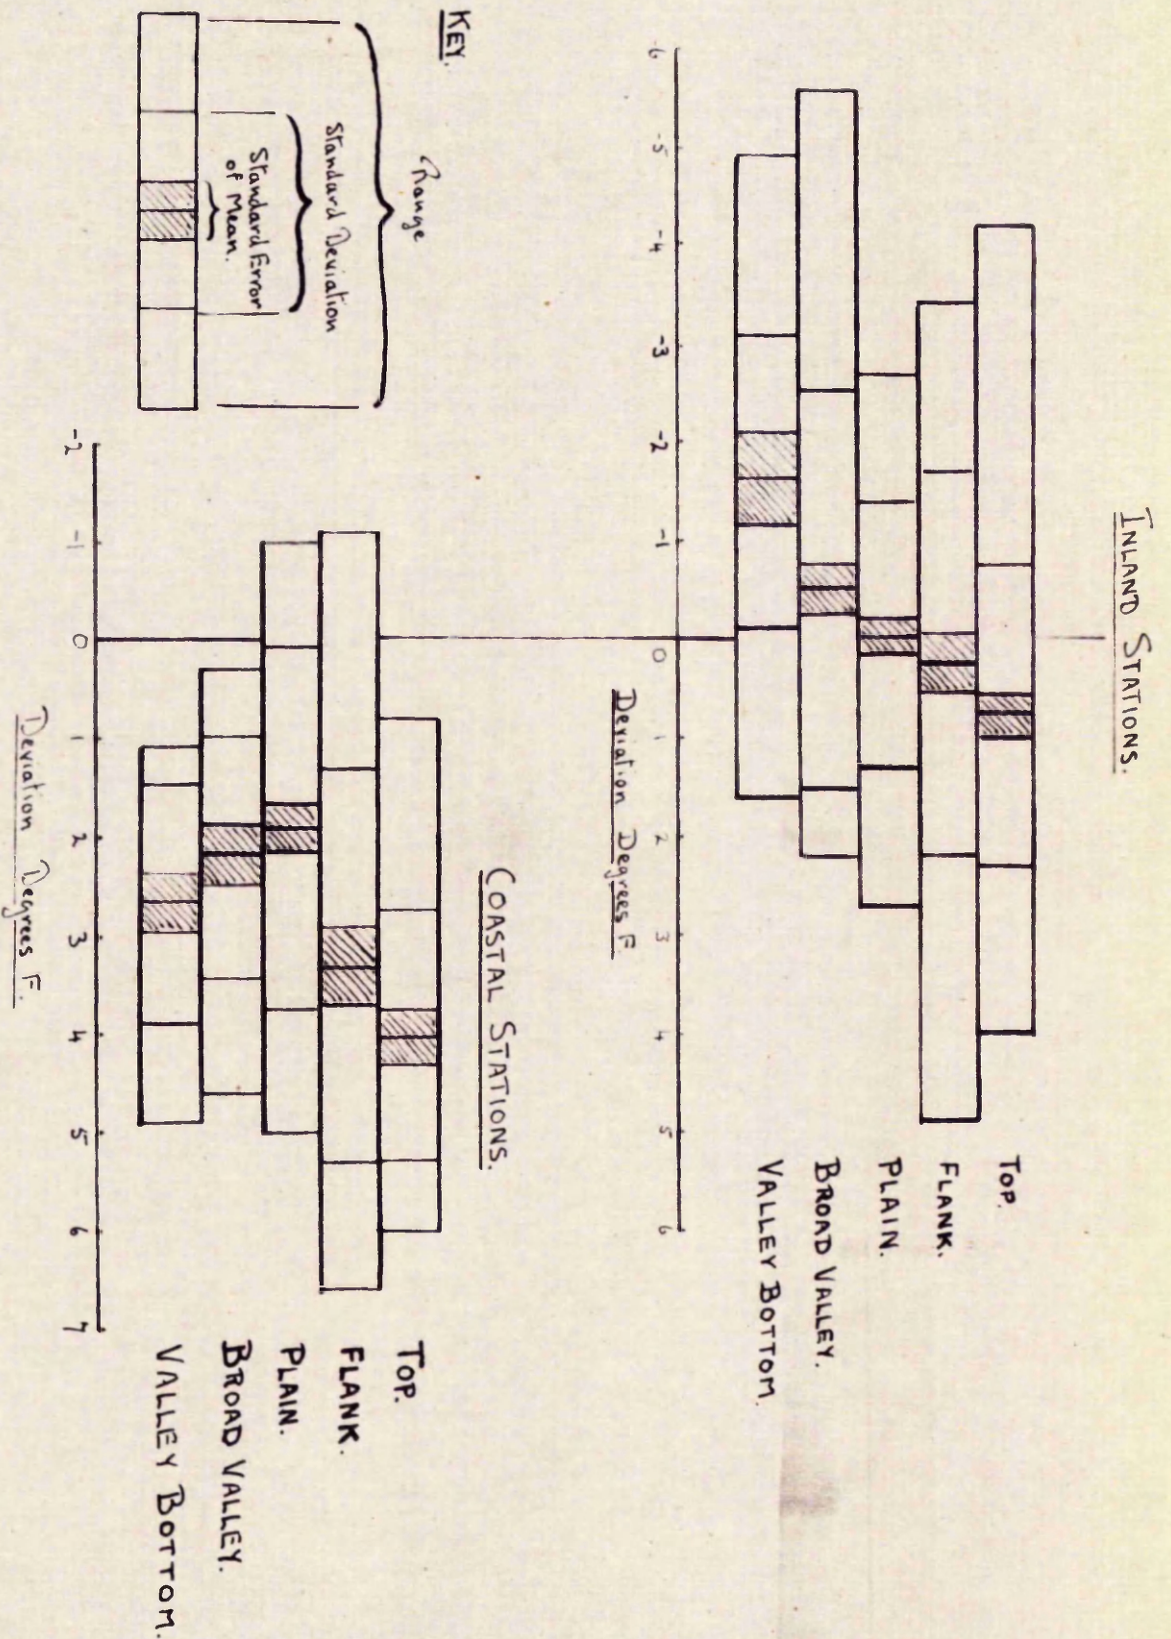 INLAND STATIONS.
-6 -5 -4 -3 -2 -1 0 1 2 3 4 5 6
Deviation Degrees F.
TOP.
FLANK.
PLAIN.
BROAD VALLEY.
VALLEY BOTTOM.
KEY.
Range
Standard Deviation
Standard Error
of Mean.
COASTAL STATIONS.
-2 -1 0 1 2 3 4 5 6 7
Deviation Degrees F.
TOP.
FLANK.
PLAIN.
BROAD VALLEY.
VALLEY BOTTOM.